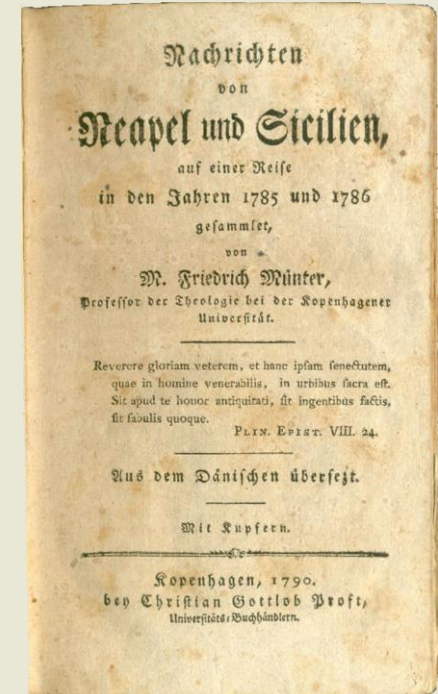 Nachrichten
von
Neapel und Sicilien,
auf einer Reise
in den Jahren 1785 und 1786
gesammlet,
von
M. Friedrich Münter,
Professor der Theologie bei der Kopenhagener
Universität.
Reverere gloriam veterem, et hanc ipsam senectutem,
quae in homine venerabilis, in urbibus sacra est.
Sit apud te honor antiquitati, sit ingentibus factis,
sit fabulis quoque.
PLIN. EPIST. VIII. 24.
Aus dem Dänischen übersezt.
Mit Kupfern.
Kopenhagen, 1790.
bey Christian Gottlob Proft,
Universitäts-Buchhändlern.